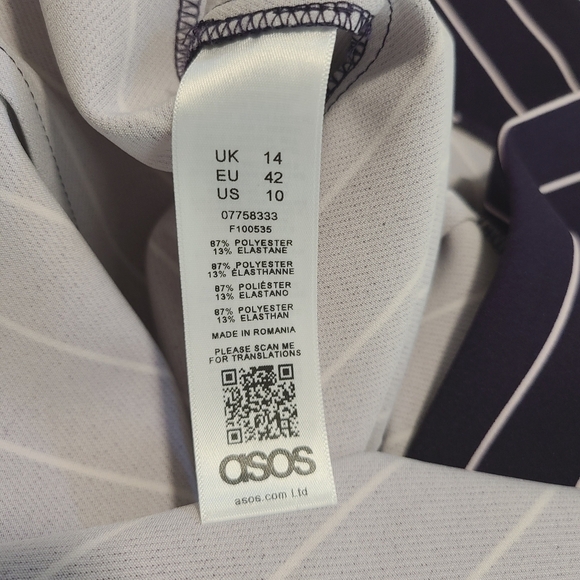 UK 14
EU 42
US 10
07758333
F100535
87% POLYESTER
13% ELASTANE
87% POLYESTER
13% ÉLASTHANNE
87% POLIÉSTER
13% ELASTANO
87% POLYESTER
13% ELASTHAN
MADE IN ROMANIA
PLEASE SCAN ME
FOR TRANSLATIONS
asos
asos.com Ltd